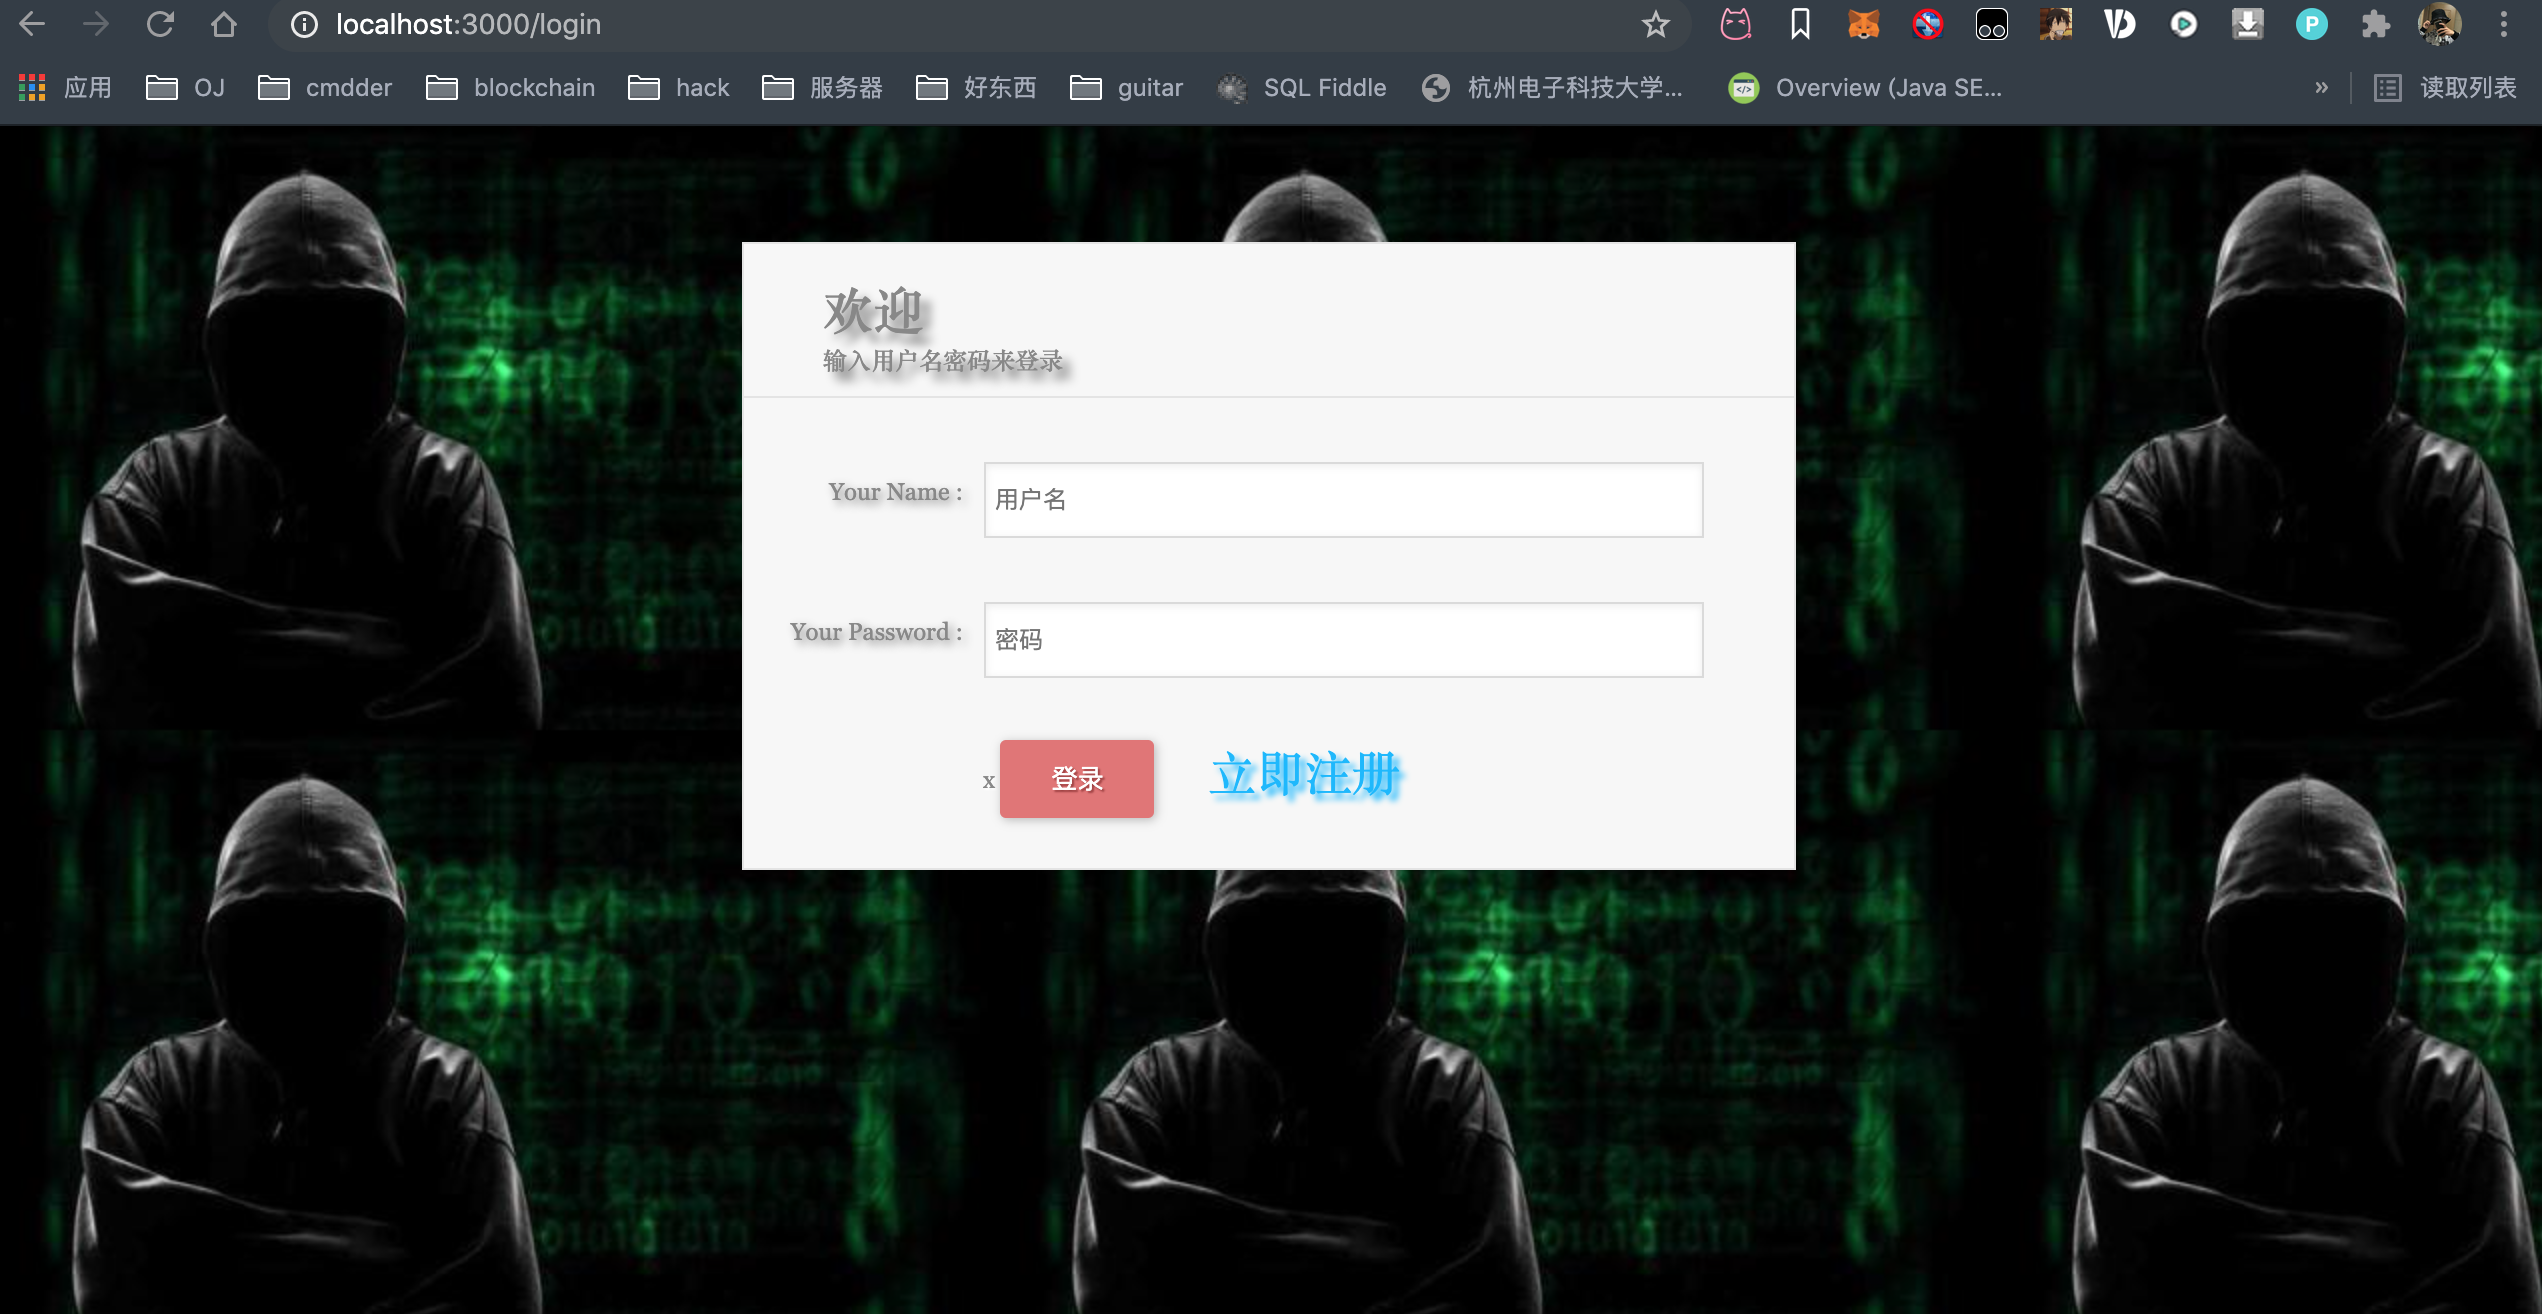 localhost:3000/login
应用 OJ cmdder blockchain hack 服务器 好东西 guitar SQL Fiddle 杭州电子科技大学... Overview (Java SE... » 读取列表
欢迎
输入用户名密码来登录
Your Name : 用户名
Your Password : 密码
x 登录 立即注册